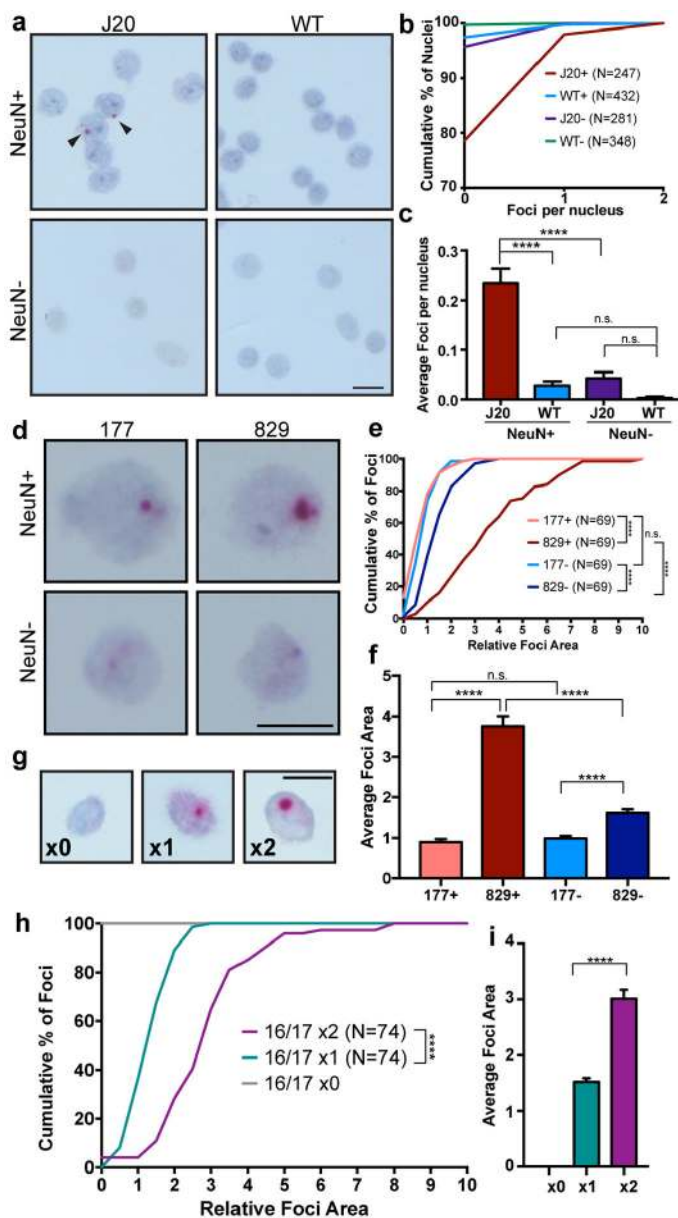 a
J20
WT
NeuN+
NeuN-
b
Cumulative % of Nuclei
100
90
80
70
J20+ (N=247)
WT+ (N=432)
J20- (N=281)
WT- (N=348)
0
1
2
Foci per nucleus
c
Average Foci per nucleus
0.3
0.2
0.1
0.0
****
****
n.s.
n.s.
J20
WT
J20
WT
NeuN+
NeuN-
d
177
829
NeuN+
NeuN-
e
Cumulative % of Foci
100
80
60
40
20
0
177+ (N=69)
829+ (N=69)
177- (N=69)
829- (N=69)
****
****
n.s.
****
0 1 2 3 4 5 6 7 8 9 10
Relative Foci Area
f
Average Foci Area
5
4
3
2
1
0
n.s.
****
****
****
177+
829+
177-
829-
g
x0
x1
x2
h
Cumulative % of Foci
100
80
60
40
20
0
16/17 x2 (N=74)
16/17 x1 (N=74)
16/17 x0
****
0 1 2 3 4 5 6 7 8 9 10
Relative Foci Area
i
Average Foci Area
4
3
2
1
0
****
x0 x1 x2